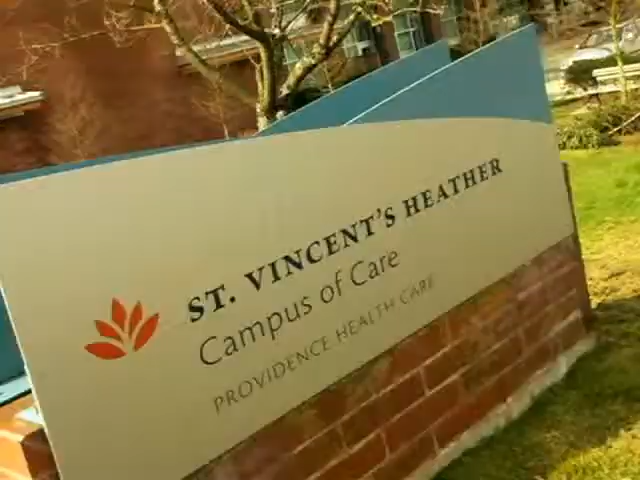 ST. VINCENT'S HEATHER
Campus of Care
PROVIDENCE HEALTH CARE